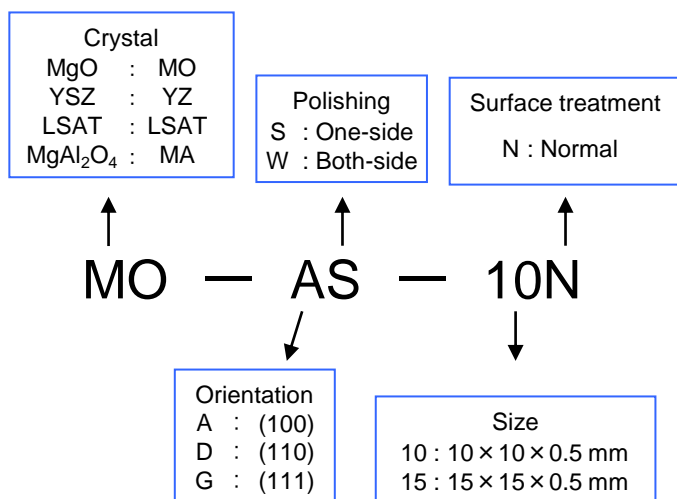 Crystal
MgO : MO
YSZ : YZ
LSAT : LSAT
MgAl₂O₄ : MA
Polishing
S : One-side
W : Both-side
Surface treatment
N : Normal
MO — AS — 10N
Orientation
A : (100)
D : (110)
G : (111)
Size
10 : 10×10×0.5 mm
15 : 15×15×0.5 mm